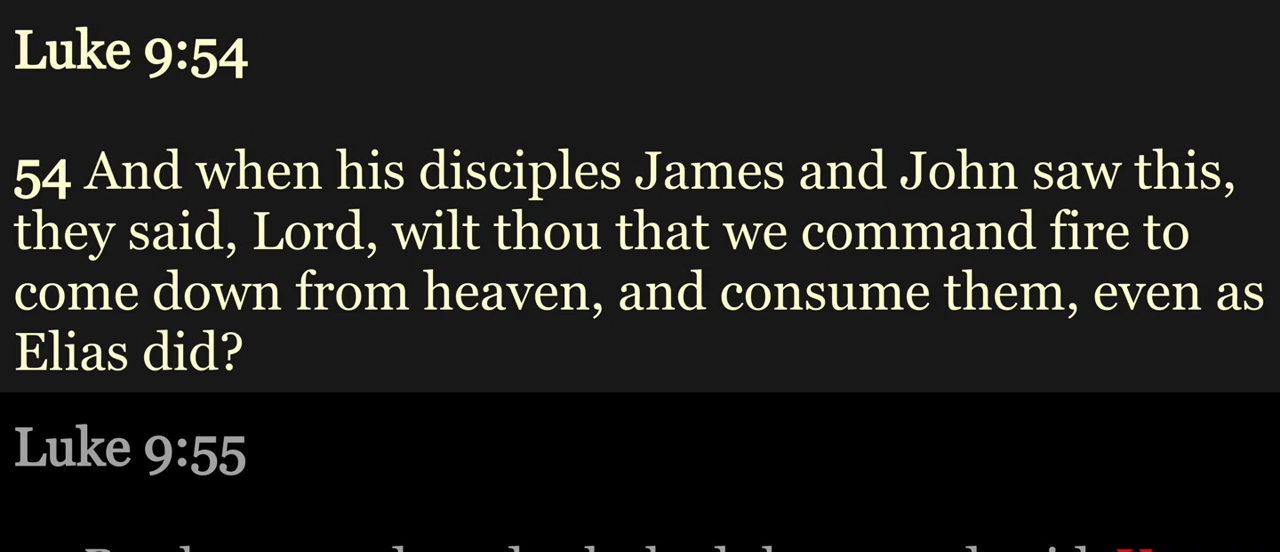 Luke 9:54
54 And when his disciples James and John saw this,
they said, Lord, wilt thou that we command fire to
come down from heaven, and consume them, even as
Elias did?
Luke 9:55